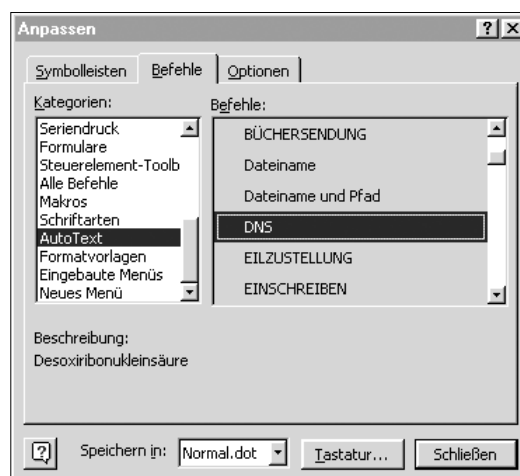 Anpassen
Symbolleisten Befehle Optionen
Kategorien:
Seriendruck
Formulare
Steuerelement-Toolb
Alle Befehle
Makros
Schriftarten
AutoText
Formatvorlagen
Eingebaute Menüs
Neues Menü
Befehle:
BÜCHERSENDUNG
Dateiname
Dateiname und Pfad
DNS
EILZUSTELLUNG
EINSCHREIBEN
Beschreibung:
Desoxiribonukleinsäure
Speichern in: Normal.dot Tastatur... Schließen